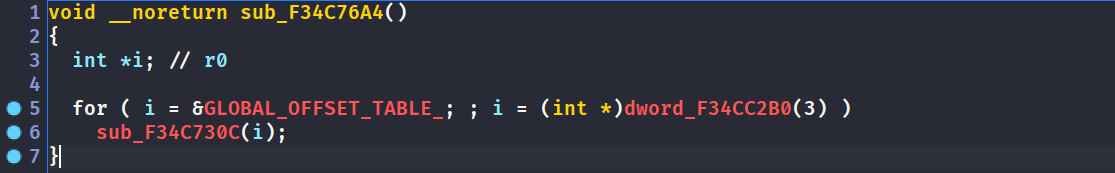 1 void __noreturn sub_F34C76A4()
2 {
3   int *i; // r0
4
5   for ( i = &GLOBAL_OFFSET_TABLE_; ; i = (int *)dword_F34CC2B0(3) )
6     sub_F34C730C(i);
7 }